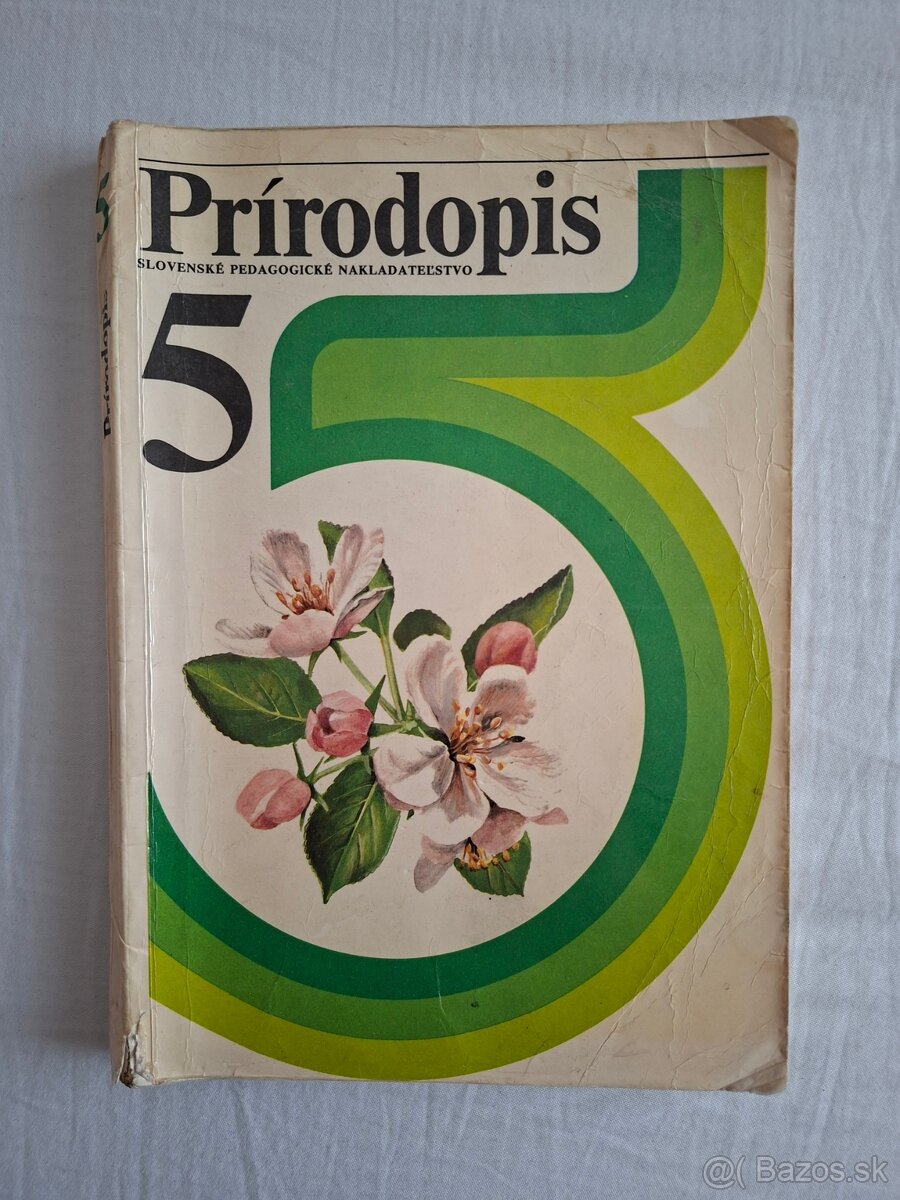 Prírodopis
SLOVENSKÉ PEDAGOGICKÉ NAKLADATEĽSTVO
5
5
Prírodopis
@( Bazos.sk